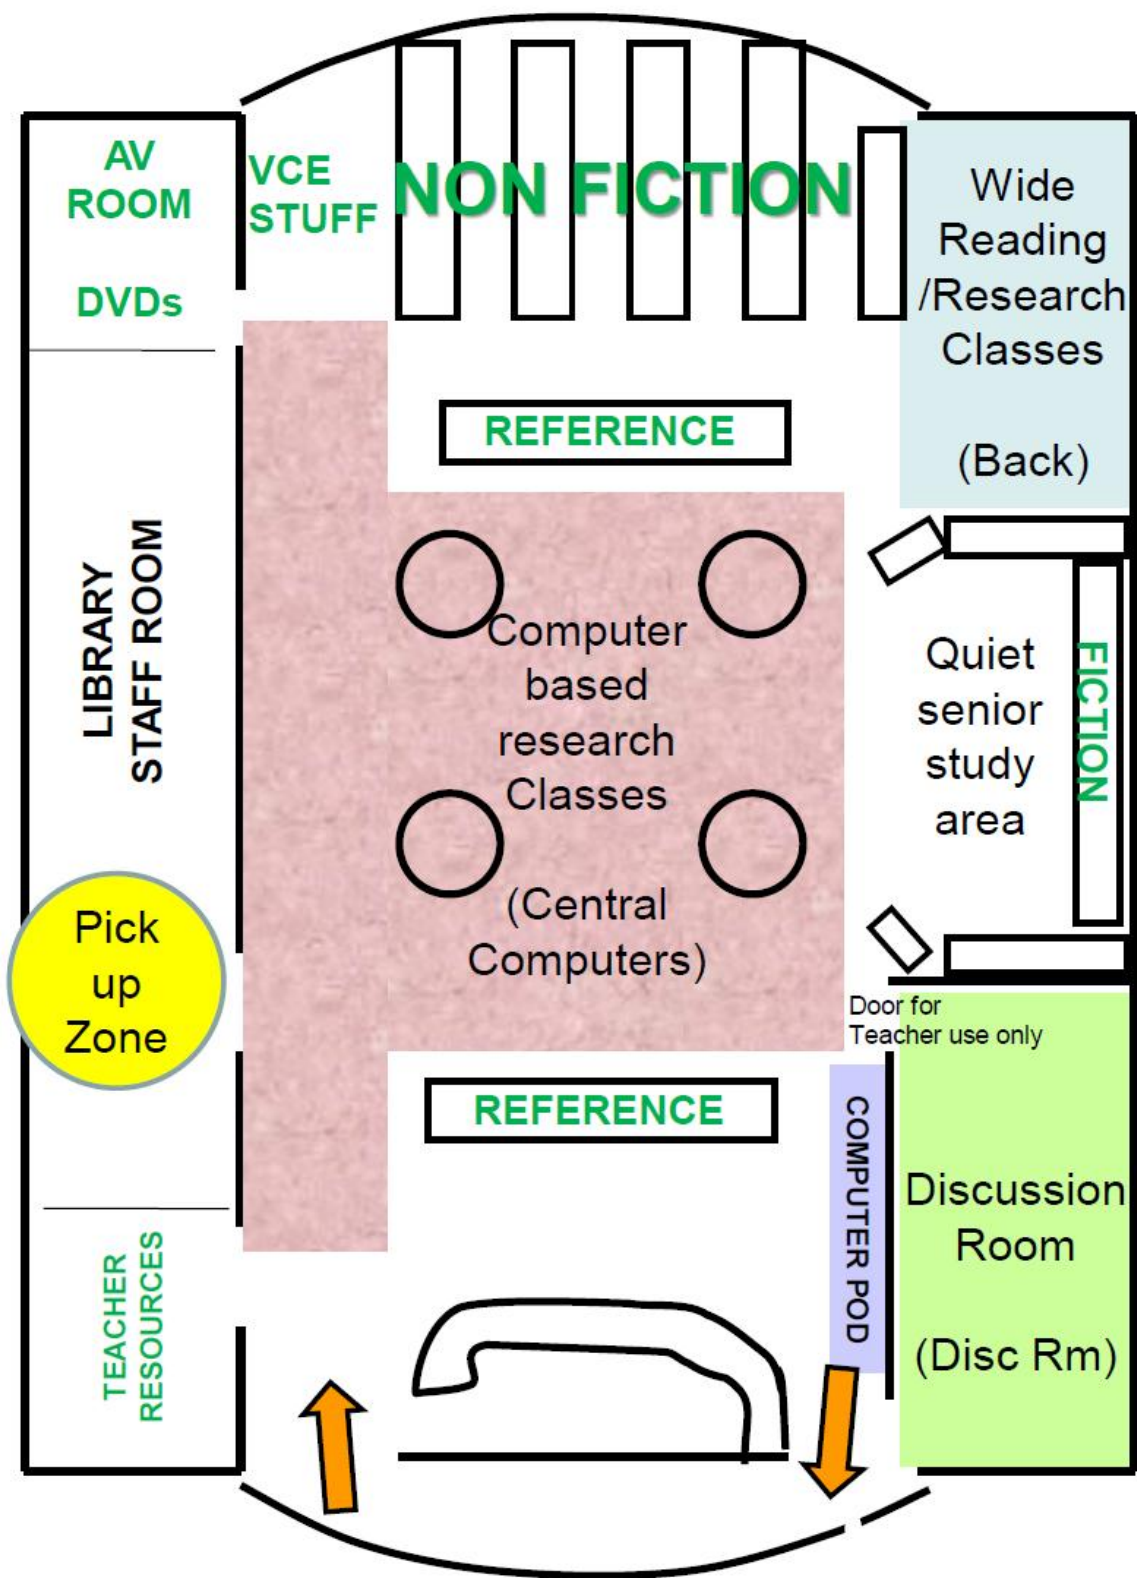 AV
ROOM
DVDs
VCE
STUFF
NON FICTION
Wide
Reading
/Research
Classes
(Back)
REFERENCE
LIBRARY
STAFF ROOM
Computer
based
research
Classes
(Central
Computers)
Quiet
senior
study
area
FICTION
Pick
up
Zone
Door for
Teacher use only
REFERENCE
COMPUTER POD
Discussion
Room
(Disc Rm)
TEACHER
RESOURCES